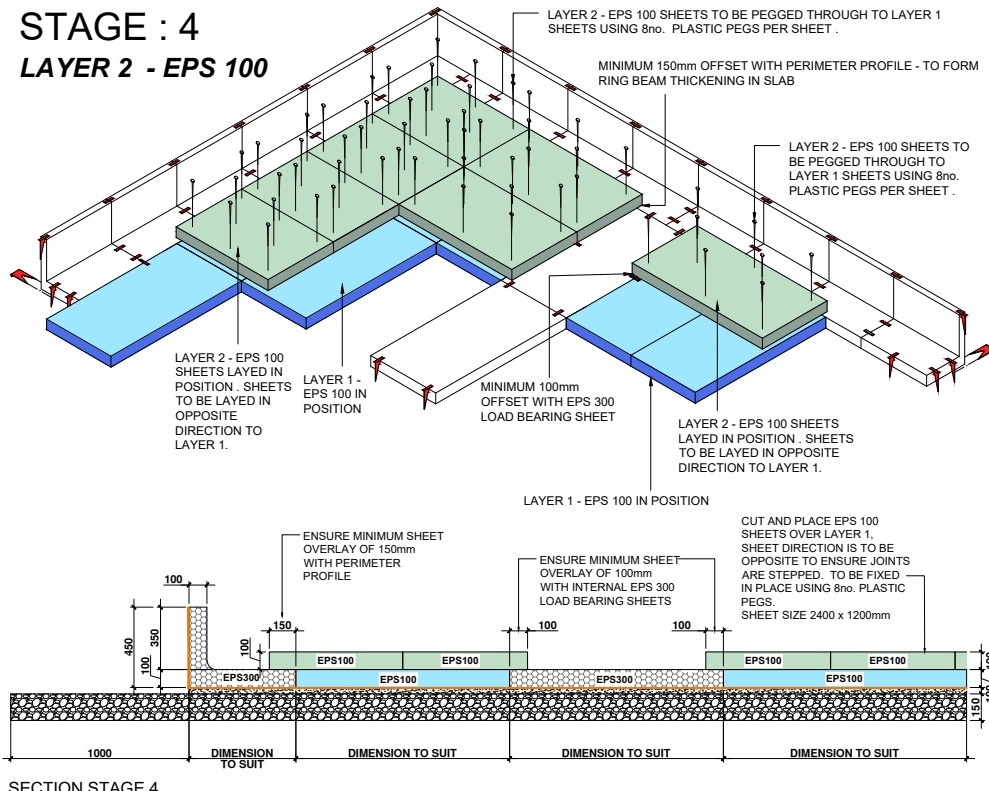 STAGE : 4
LAYER 2 - EPS 100
LAYER 2 - EPS 100 SHEETS TO BE PEGGED THROUGH TO LAYER 1
SHEETS USING 8no. PLASTIC PEGS PER SHEET .
MINIMUM 150mm OFFSET WITH PERIMETER PROFILE - TO FORM
RING BEAM THICKENING IN SLAB
LAYER 2 - EPS 100 SHEETS TO
BE PEGGED THROUGH TO
LAYER 1 SHEETS USING 8no.
PLASTIC PEGS PER SHEET .
LAYER 2 - EPS 100
SHEETS LAYED IN
POSITION . SHEETS
TO BE LAYED IN
OPPOSITE
DIRECTION TO
LAYER 1.
LAYER 1 -
EPS 100 IN
POSITION
MINIMUM 100mm
OFFSET WITH EPS 300
LOAD BEARING SHEET
LAYER 2 - EPS 100 SHEETS
LAYED IN POSITION . SHEETS
TO BE LAYED IN OPPOSITE
DIRECTION TO LAYER 1.
LAYER 1 - EPS 100 IN POSITION
ENSURE MINIMUM SHEET
OVERLAY OF 150mm
WITH PERIMETER
PROFILE
ENSURE MINIMUM SHEET
OVERLAY OF 100mm
WITH INTERNAL EPS 300
LOAD BEARING SHEETS
CUT AND PLACE EPS 100
SHEETS OVER LAYER 1,
SHEET DIRECTION IS TO BE
OPPOSITE TO ENSURE JOINTS
ARE STEPPED. TO BE FIXED
IN PLACE USING 8no. PLASTIC
PEGS.
SHEET SIZE 2400 x 1200mm
100
150
100
100
450
350
100
100
EPS100
EPS100
EPS100
EPS100
EPS300
EPS100
EPS300
EPS100
150
1000
DIMENSION
TO SUIT
DIMENSION TO SUIT
DIMENSION TO SUIT
DIMENSION TO SUIT
SECTION STAGE 4